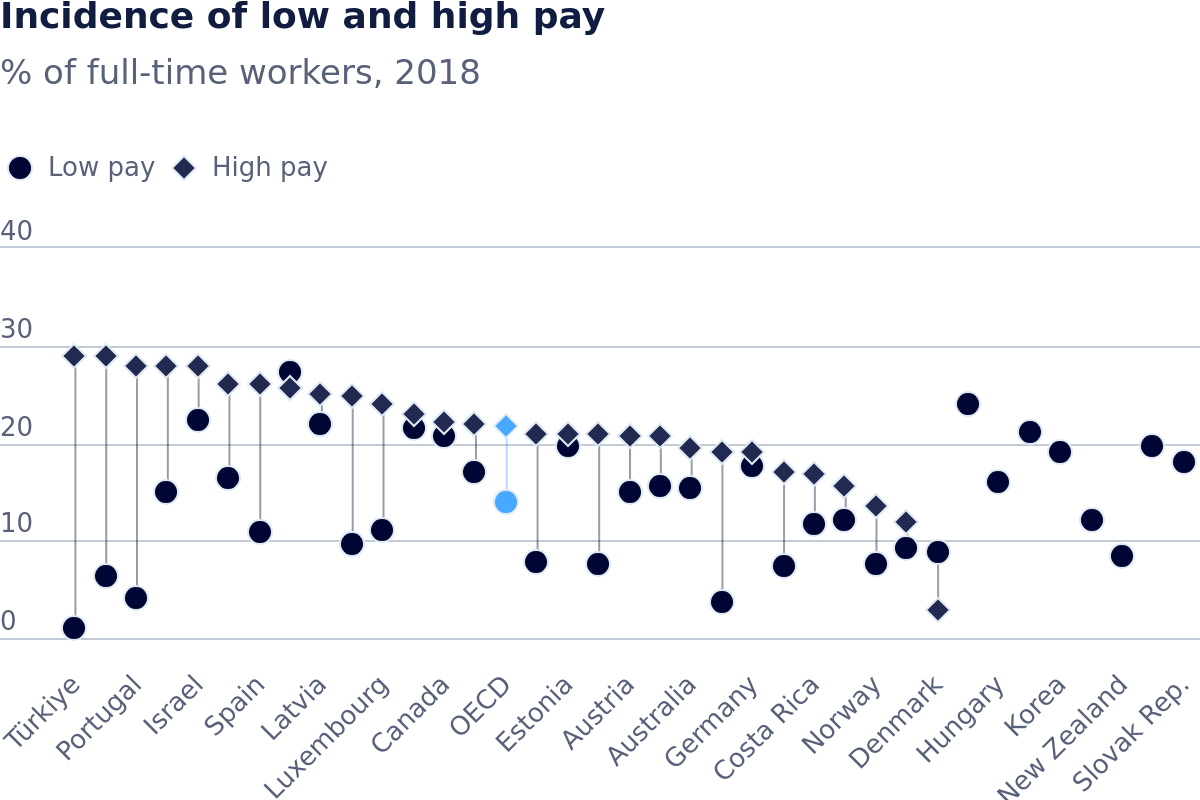 Incidence of low and high pay
% of full-time workers, 2018
Low pay High pay
40
30
20
10
0
Türkiye
Portugal
Israel
Spain
Latvia
Luxembourg
Canada
OECD
Estonia
Austria
Australia
Germany
Costa Rica
Norway
Denmark
Hungary
Korea
New Zealand
Slovak Rep.